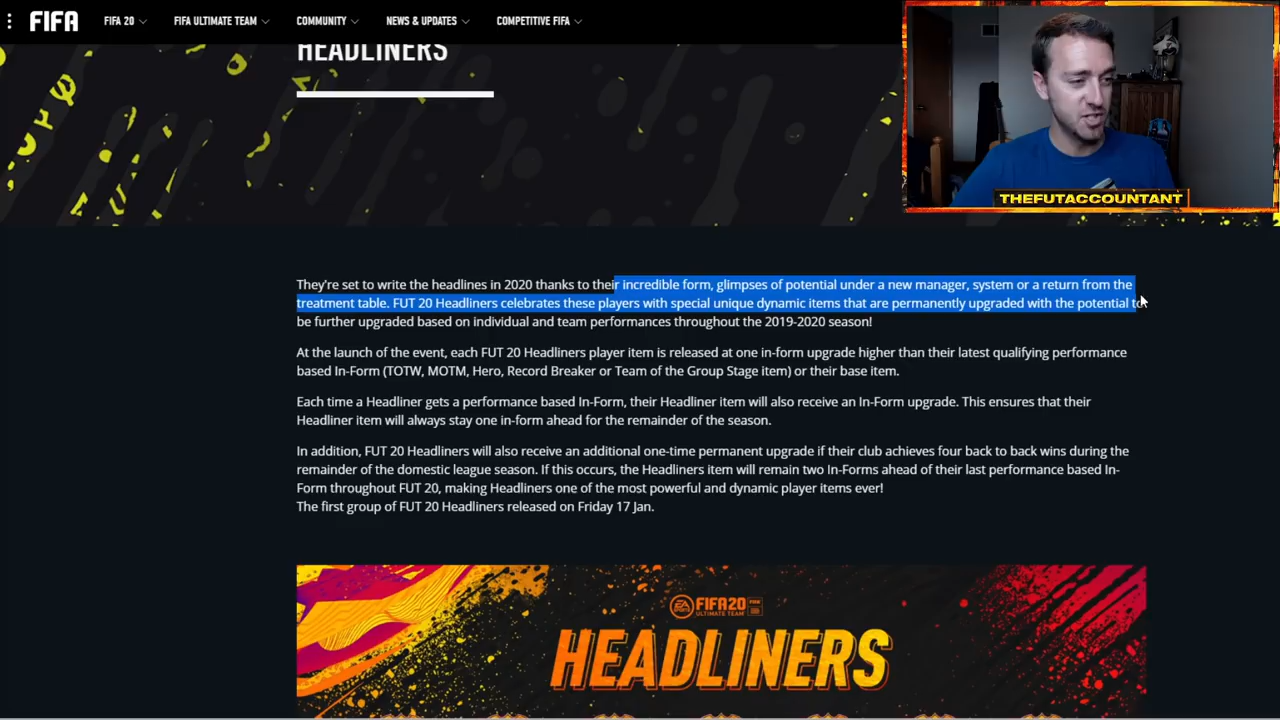 FIFA
FIFA 20
FIFA ULTIMATE TEAM
COMMUNITY
NEWS & UPDATES
COMPETITIVE FIFA
HEADLINERS
THEFUTACCOUNTANT
They're set to write the headlines in 2020 thanks to their incredible form, glimpses of potential under a new manager, system or a return from the
treatment table. FUT 20 Headliners celebrates these players with special unique dynamic items that are permanently upgraded with the potential to
be further upgraded based on individual and team performances throughout the 2019-2020 season!
At the launch of the event, each FUT 20 Headliners player item is released at one in-form upgrade higher than their latest qualifying performance
based In-Form (TOTW, MOTM, Hero, Record Breaker or Team of the Group Stage item) or their base item.
Each time a Headliner gets a performance based In-Form, their Headliner item will also receive an In-Form upgrade. This ensures that their
Headliner item will always stay one in-form ahead for the remainder of the season.
In addition, FUT 20 Headliners will also receive an additional one-time permanent upgrade if their club achieves four back to back wins during the
remainder of the domestic league season. If this occurs, the Headliners item will remain two In-Forms ahead of their last performance based In-
Form throughout FUT 20, making Headliners one of the most powerful and dynamic player items ever!
The first group of FUT 20 Headliners released on Friday 17 Jan.
EA SPORTS FIFA20
ULTIMATE TEAM
HEADLINERS